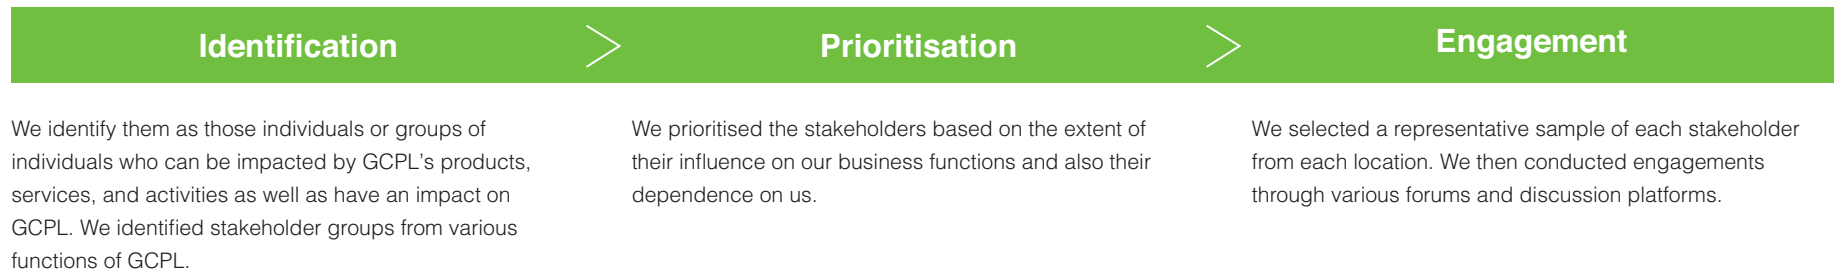 Identification
Prioritisation
Engagement
We identify them as those individuals or groups of
individuals who can be impacted by GCPL’s products,
services, and activities as well as have an impact on
GCPL. We identified stakeholder groups from various
functions of GCPL.
We prioritised the stakeholders based on the extent of
their influence on our business functions and also their
dependence on us.
We selected a representative sample of each stakeholder
from each location. We then conducted engagements
through various forums and discussion platforms.